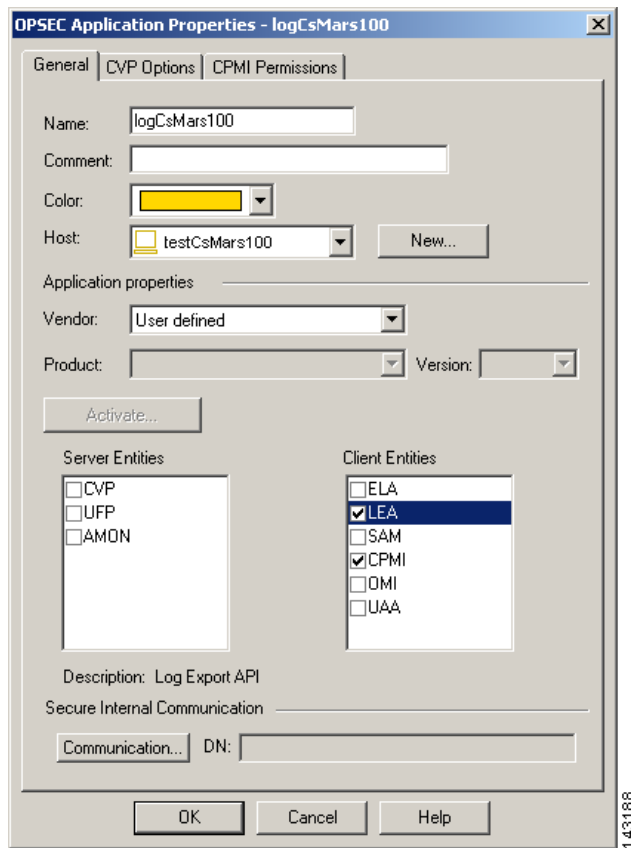 OPSEC Application Properties - logCsMars100
General CVP Options CPMI Permissions
Name: logCsMars100
Comment:
Color:
Host: testCsMars100 New...
Application properties
Vendor: User defined
Product: Version:
Activate...
Server Entities Client Entities
CVP ELA
UFP LEA
AMON SAM
CPMI
OMI
UAA
Description: Log Export API
Secure Internal Communication
Communication... DN:
OK Cancel Help
143188